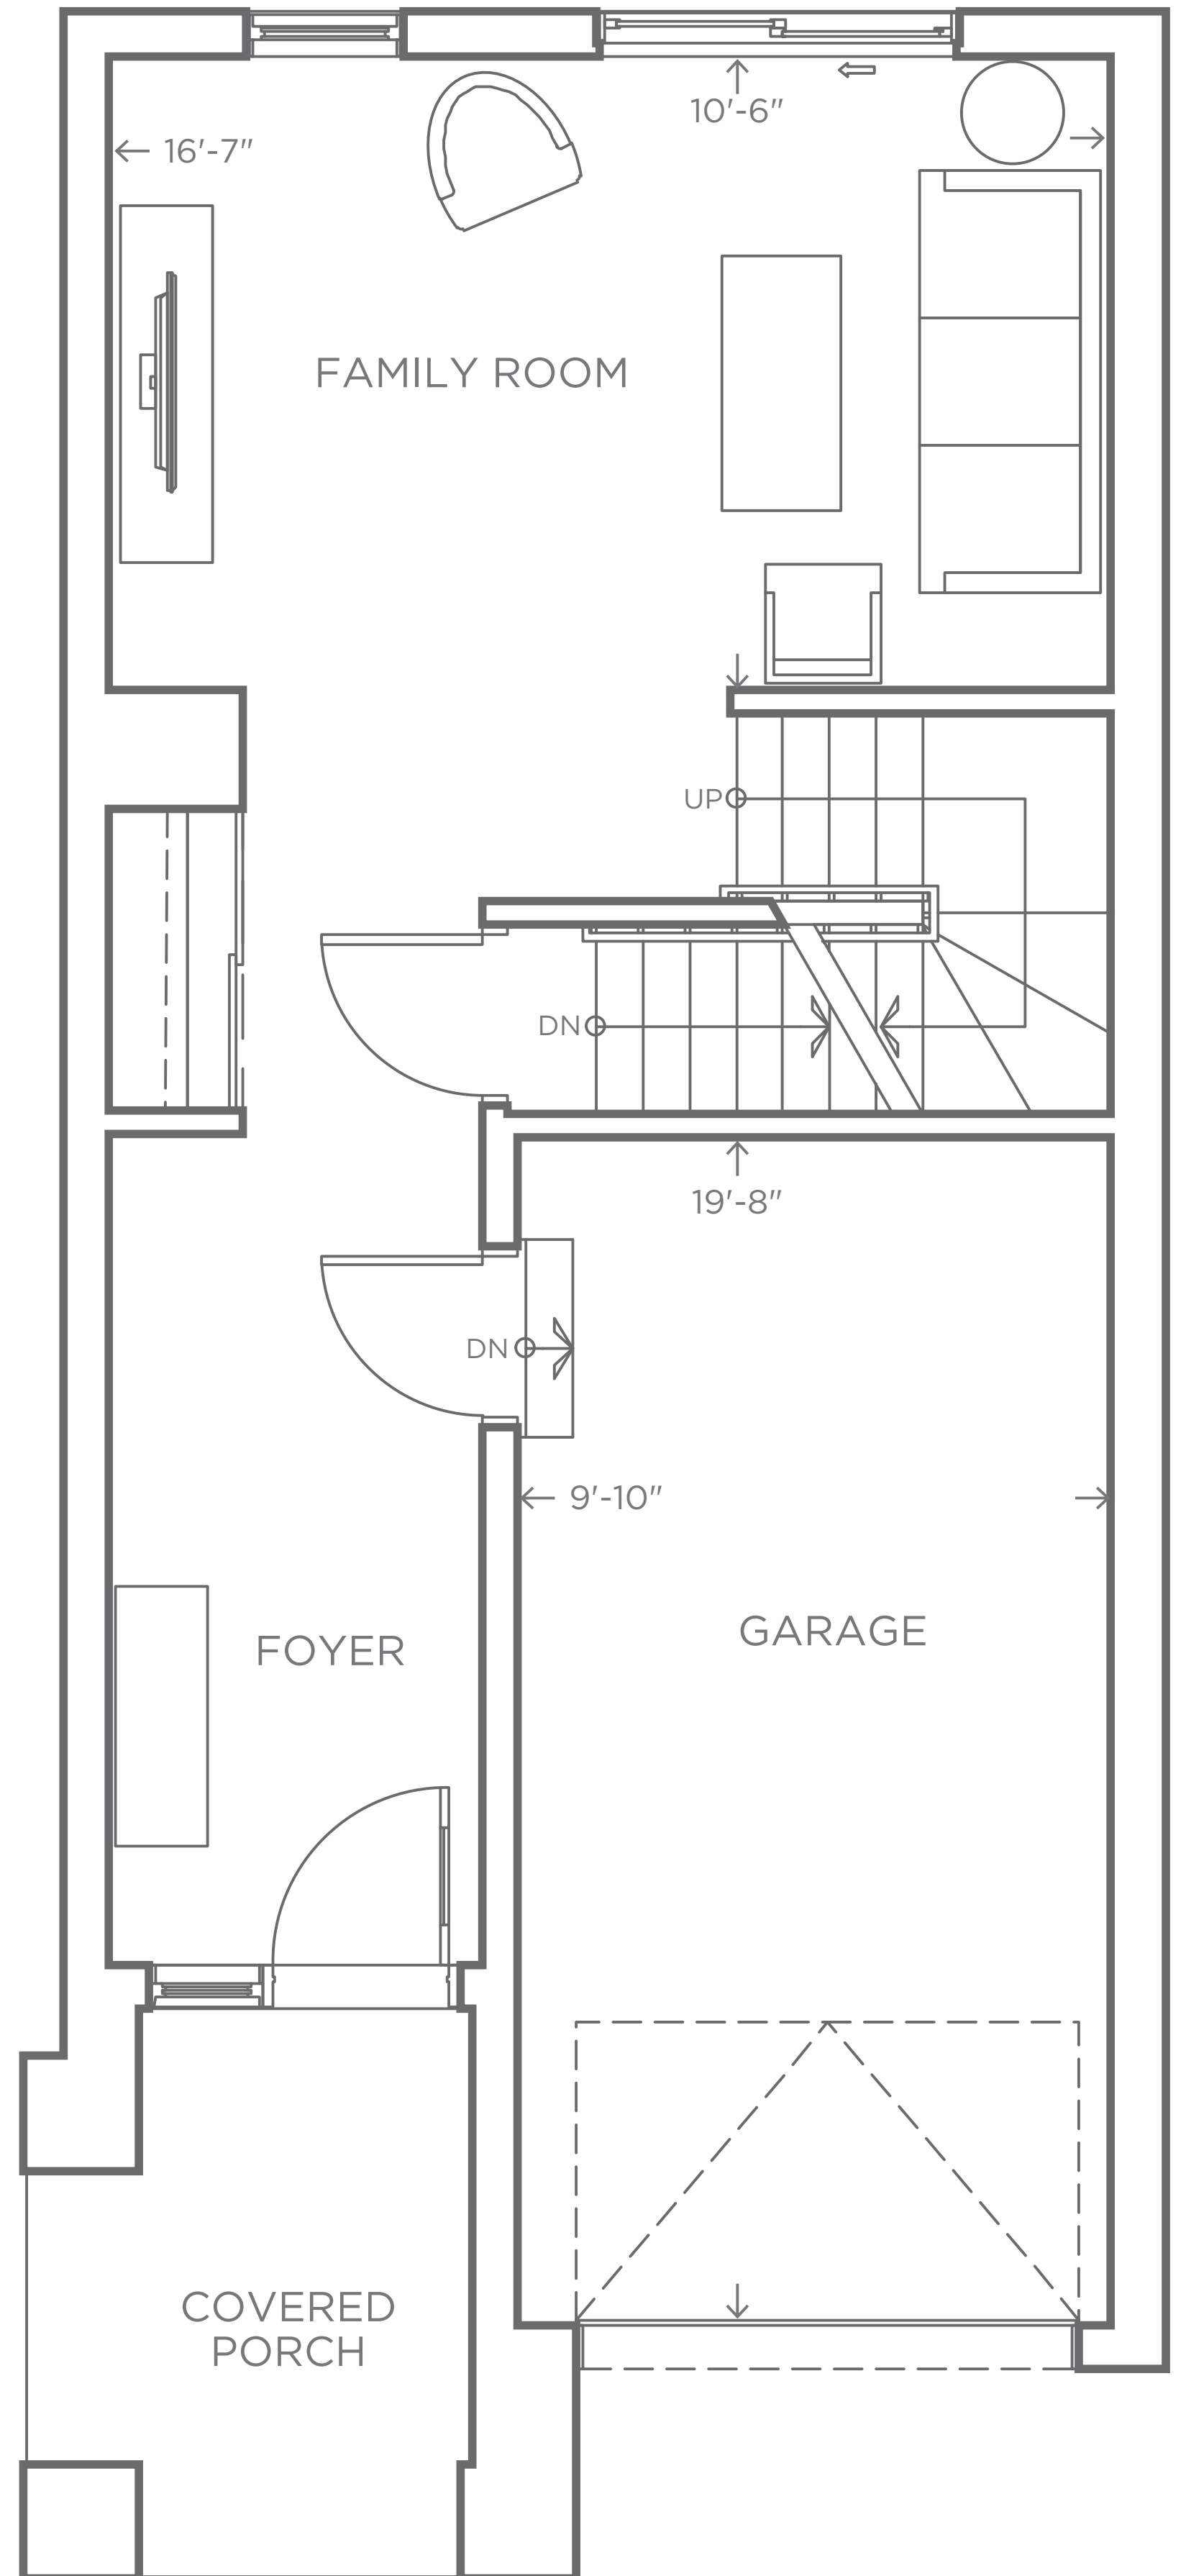 10'-6"
16'-7"
FAMILY ROOM
UP
DN
19'-8"
DN
9'-10"
GARAGE
FOYER
COVERED
PORCH